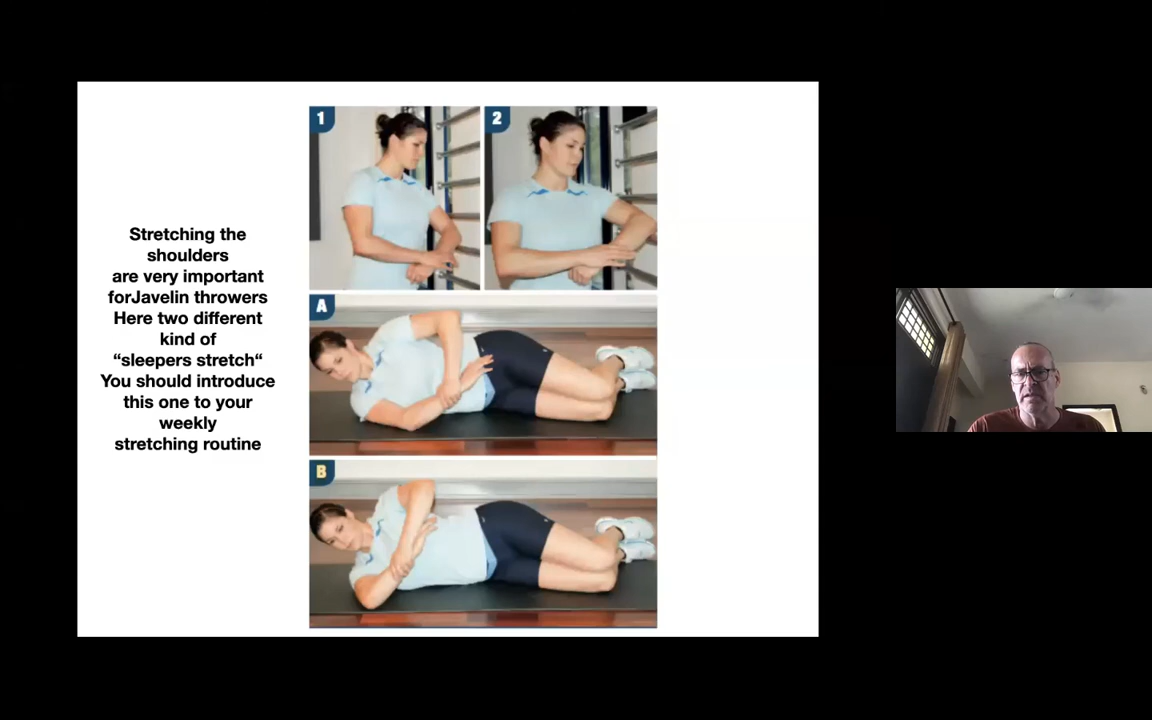 Stretching the
shoulders
are very important
forJavelin throwers
Here two different
kind of
“sleepers stretch“
You should introduce
this one to your
weekly
stretching routine
1
2
A
B